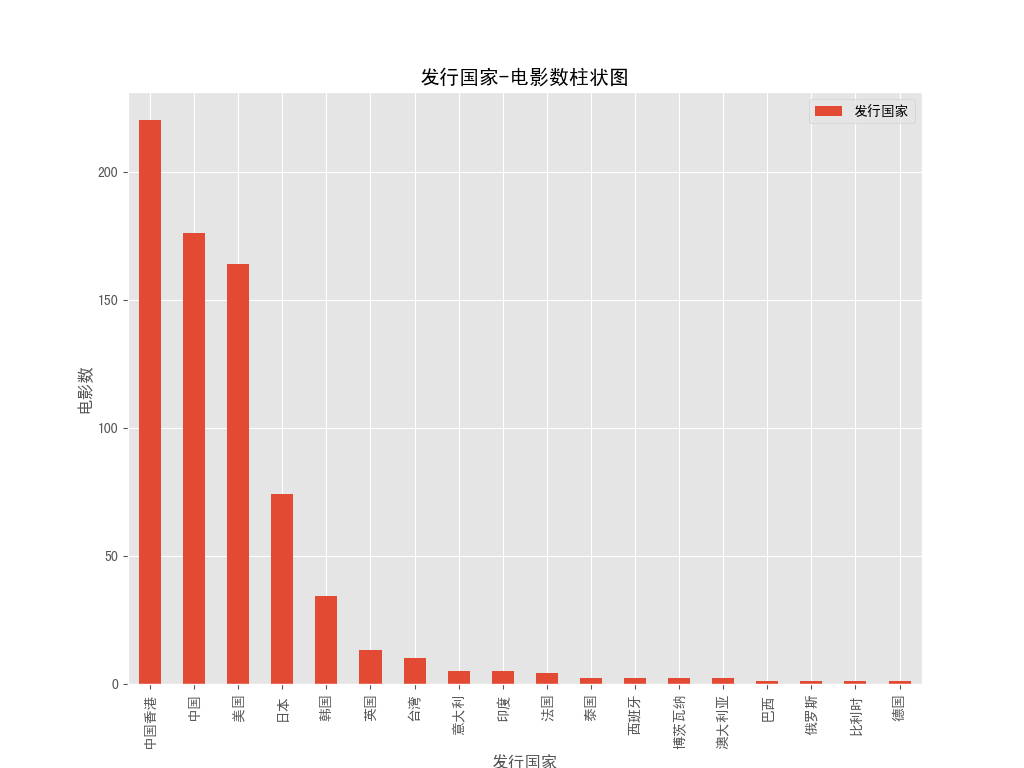 发行国家-电影数柱状图
发行国家
200
150
100
50
0
电影数
中国香港
中国
美国
日本
韩国
英国
台湾
意大利
印度
法国
泰国
西班牙
博茨瓦纳
澳大利亚
巴西
俄罗斯
比利时
德国
发行国家